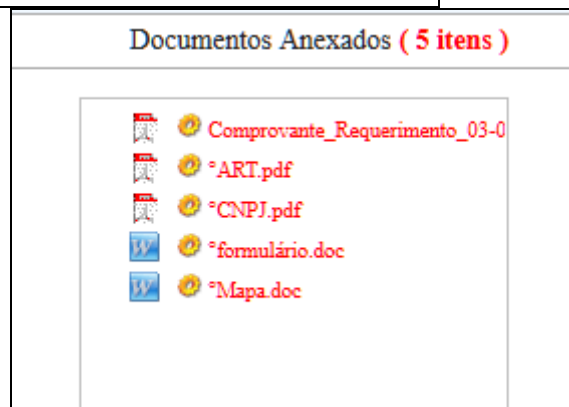 Documentos Anexados ( 5 itens )
Comprovante_Requerimento_03-0
°ART.pdf
°CNPJ.pdf
°formulário.doc
°Mapa.doc